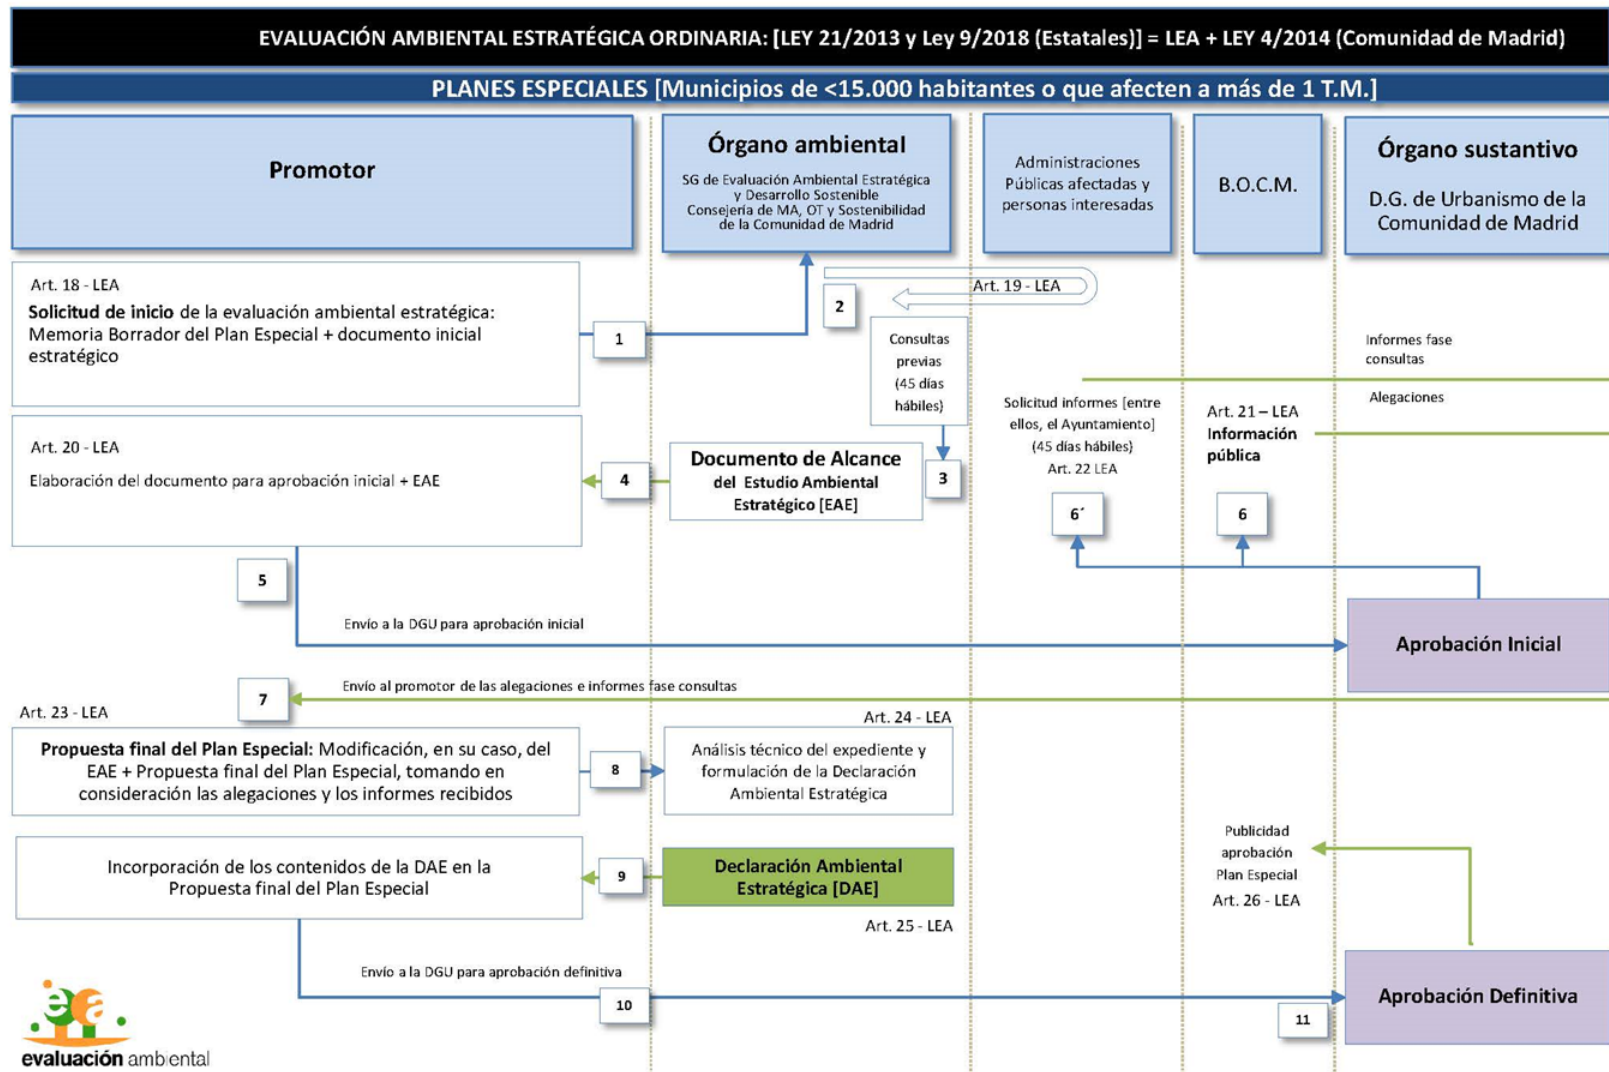 EVALUACIÓN AMBIENTAL ESTRATÉGICA ORDINARIA: [LEY 21/2013 y Ley 9/2018 (Estatales)] = LEA + LEY 4/2014 (Comunidad de Madrid)
PLANES ESPECIALES [Municipios de <15.000 habitantes o que afecten a más de 1 T.M.]
Promotor
Órgano ambiental
SG de Evaluación Ambiental Estratégica
y Desarrollo Sostenible
Consejería de MA, OT y Sostenibilidad
de la Comunidad de Madrid
Administraciones
Públicas afectadas y
personas interesadas
B.O.C.M.
Órgano sustantivo
D.G. de Urbanismo de la
Comunidad de Madrid
Art. 18 - LEA
Solicitud de inicio de la evaluación ambiental estratégica:
Memoria Borrador del Plan Especial + documento inicial
estratégico
1
2
Art. 19 - LEA
Consultas
previas
(45 días
hábiles)
Informes fase
consultas
Alegaciones
Art. 20 - LEA
Elaboración del documento para aprobación inicial + EAE
4
Documento de Alcance
del Estudio Ambiental
Estratégico [EAE]
3
Solicitud informes [entre
ellos, el Ayuntamiento]
(45 días hábiles)
Art. 22 LEA
6´
Art. 21 – LEA
Información
pública
6
5
Envío a la DGU para aprobación inicial
Aprobación Inicial
7
Envío al promotor de las alegaciones e informes fase consultas
Art. 23 - LEA
Propuesta final del Plan Especial: Modificación, en su caso, del
EAE + Propuesta final del Plan Especial, tomando en
consideración las alegaciones y los informes recibidos
8
Art. 24 - LEA
Análisis técnico del expediente y
formulación de la Declaración
Ambiental Estratégica
Incorporación de los contenidos de la DAE en la
Propuesta final del Plan Especial
9
Declaración Ambiental
Estratégica [DAE]
Art. 25 - LEA
Publicidad
aprobación
Plan Especial
Art. 26 - LEA
Envío a la DGU para aprobación definitiva
10
11
Aprobación Definitiva
ea
evaluación ambiental